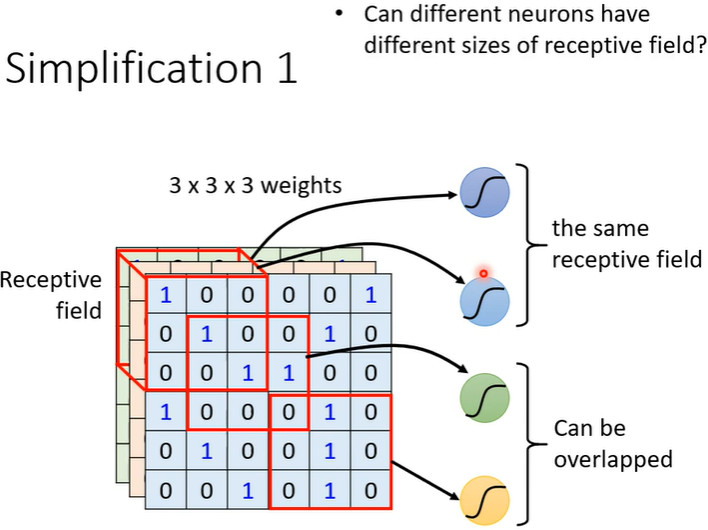 • Can different neurons have
different sizes of receptive field?
Simplification 1
3 x 3 x 3 weights
the same
receptive field
Receptive
field
1 0 0 0 0 1
0 1 0 0 1 0
0 0 1 1 0 0
1 0 0 0 1 0
0 1 0 0 1 0
0 0 1 0 1 0
Can be
overlapped